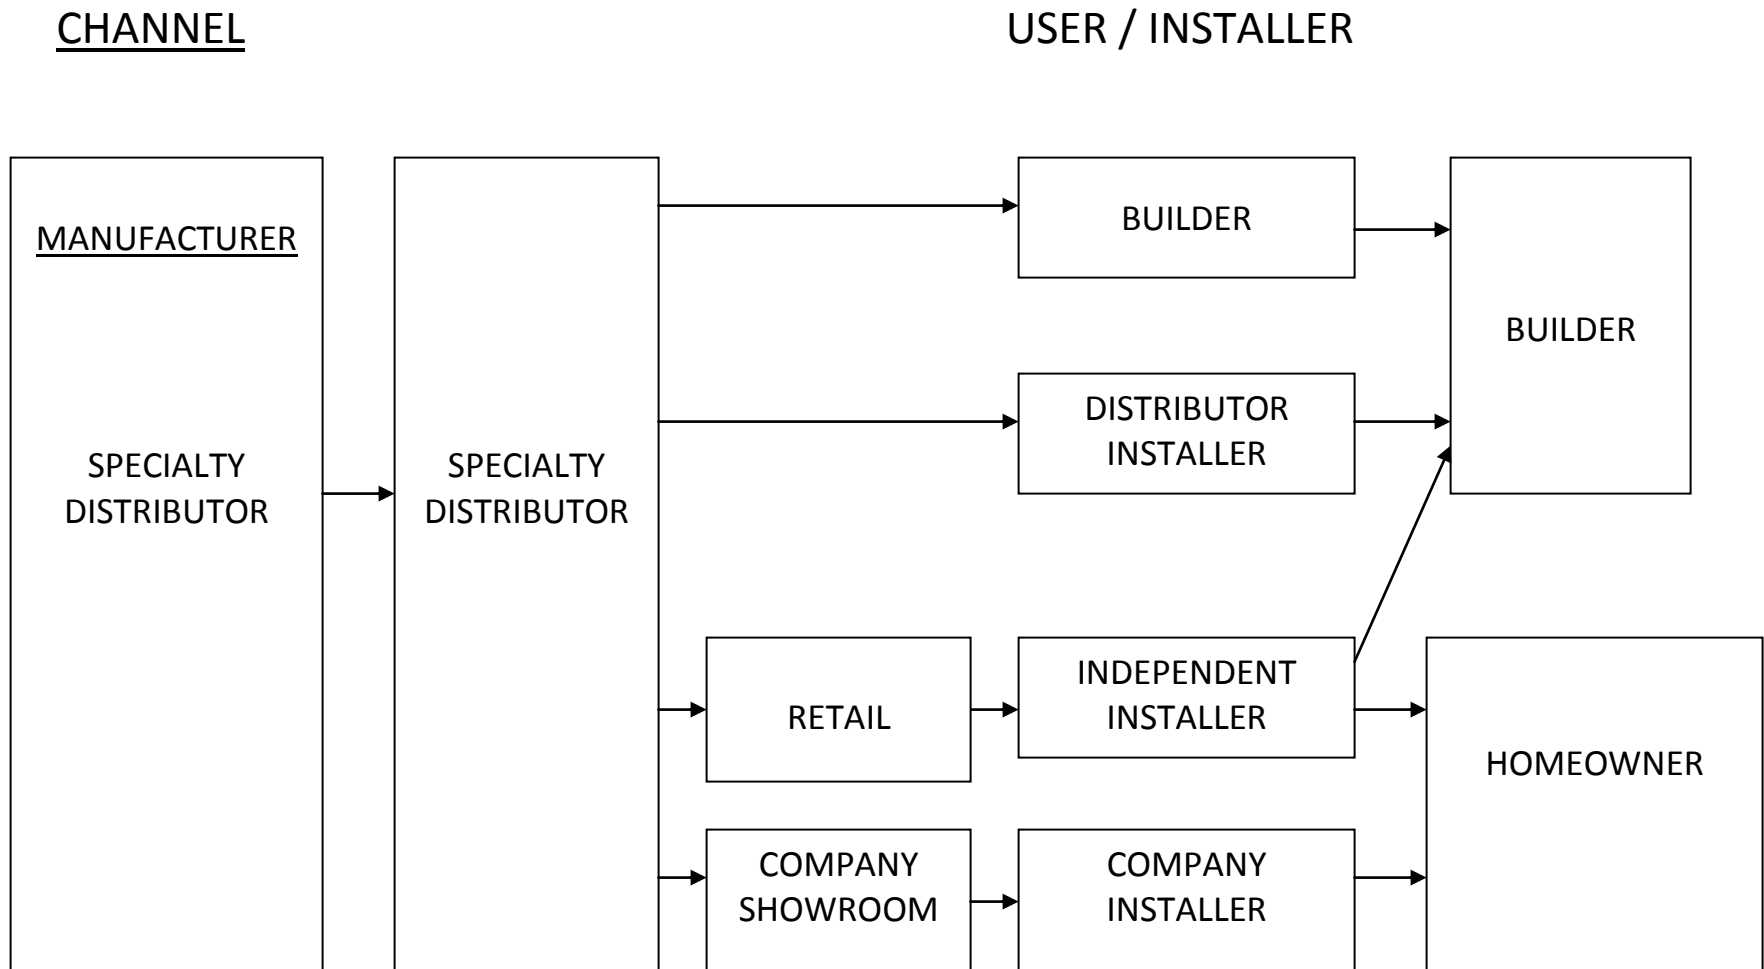 CHANNEL
USER / INSTALLER
MANUFACTURER
SPECIALTY
DISTRIBUTOR
SPECIALTY
DISTRIBUTOR
BUILDER
BUILDER
DISTRIBUTOR
INSTALLER
RETAIL
INDEPENDENT
INSTALLER
HOMEOWNER
COMPANY
SHOWROOM
COMPANY
INSTALLER